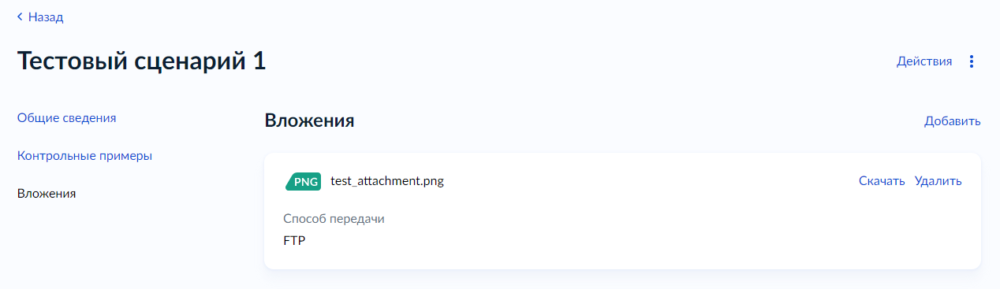 Назад
Тестовый сценарий 1
Действия
Общие сведения
Контрольные примеры
Вложения
Вложения
Добавить
PNG test_attachment.png
Скачать Удалить
Способ передачи
FTP